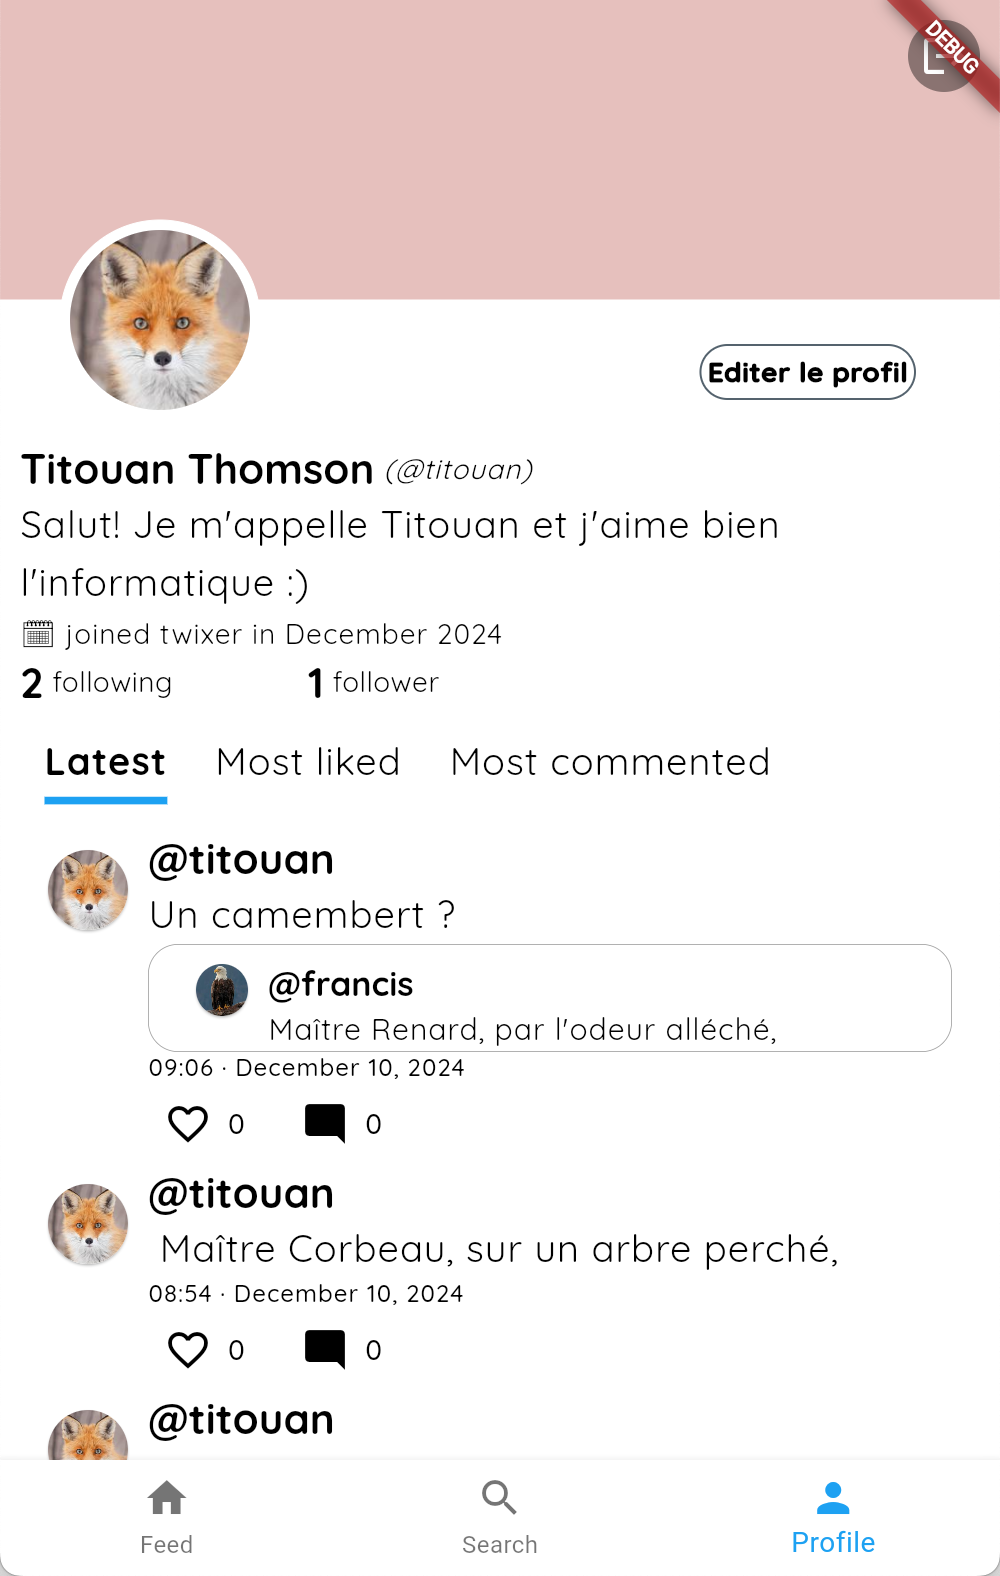 DEBUG
Editer le profil
Titouan Thomson (@titouan)
Salut! Je m'appelle Titouan et j'aime bien
l'informatique :)
joined twixer in December 2024
2 following 1 follower
Latest Most liked Most commented
@titouan
Un camembert ?
@francis
Maître Renard, par l'odeur alléché,
09:06 · December 10, 2024
0 0
@titouan
Maître Corbeau, sur un arbre perché,
08:54 · December 10, 2024
0 0
@titouan
Feed Search Profile